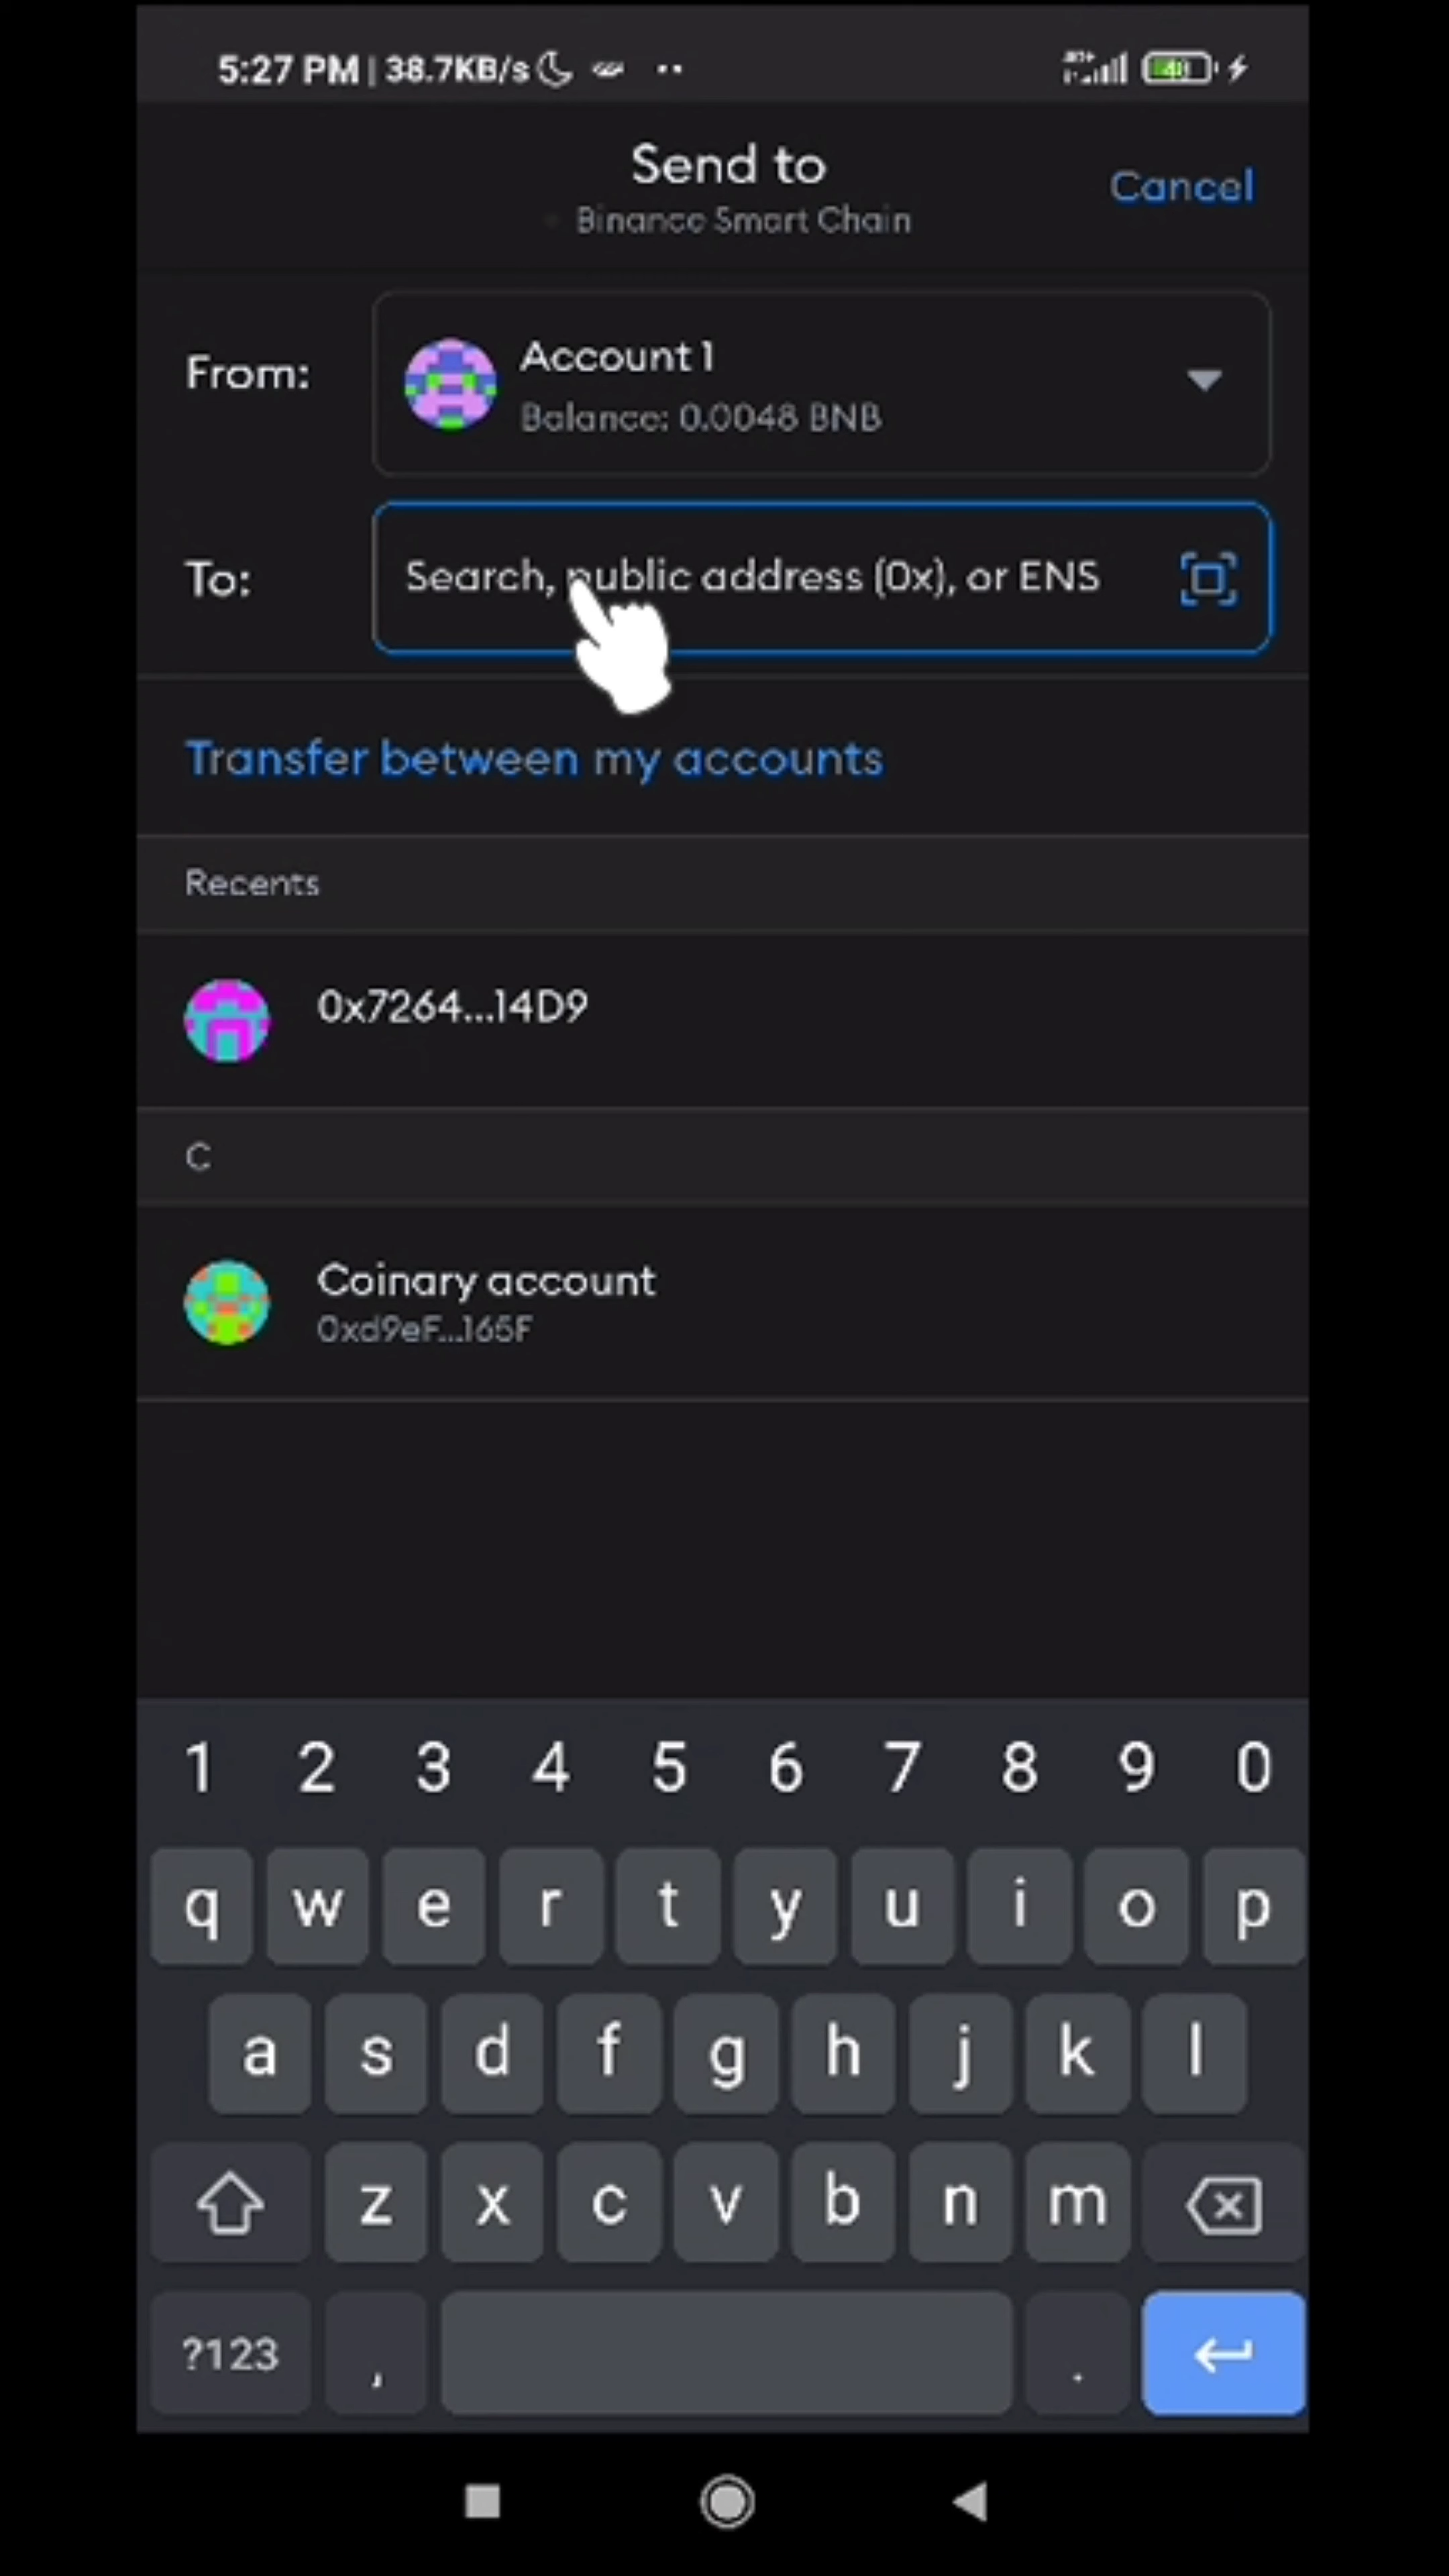 5:27 PM | 38.7KB/s
Send to
Cancel
Binance Smart Chain
From:
Account 1
Balance: 0.0048 BNB
To:
Search, public address (0x), or ENS
Transfer between my accounts
Recents
0x7264...14D9
C
Coinary account
0xd9eF...165F
1 2 3 4 5 6 7 8 9 0
q w e r t y u i o p
a s d f g h j k l
z x c v b n m
?123 , .